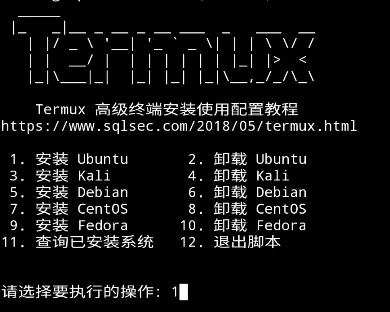 Termux
Termux 高级终端安装使用配置教程
https://www.sqlsec.com/2018/05/termux.html
1. 安装 Ubuntu 2. 卸载 Ubuntu
3. 安装 Kali 4. 卸载 Kali
5. 安装 Debian 6. 卸载 Debian
7. 安装 CentOS 8. 卸载 CentOS
9. 安装 Fedora 10. 卸载 Fedora
11. 查询已安装系统 12. 退出脚本
请选择要执行的操作: 1